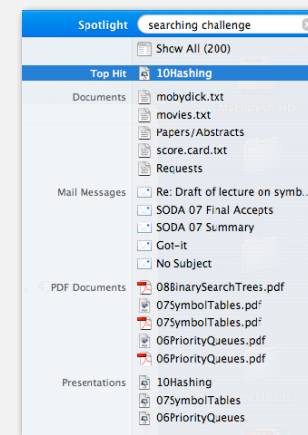 Spotlight searching challenge
Show All (200)
Top Hit 10Hashing
Documents mobydick.txt
movies.txt
Papers/Abstracts
score.card.txt
Requests
Mail Messages Re: Draft of lecture on symb...
SODA 07 Final Accepts
SODA 07 Summary
Got-it
No Subject
PDF Documents 08BinarySearchTrees.pdf
07SymbolTables.pdf
07SymbolTables.pdf
06PriorityQueues.pdf
06PriorityQueues.pdf
Presentations 10Hashing
07SymbolTables
06PriorityQueues